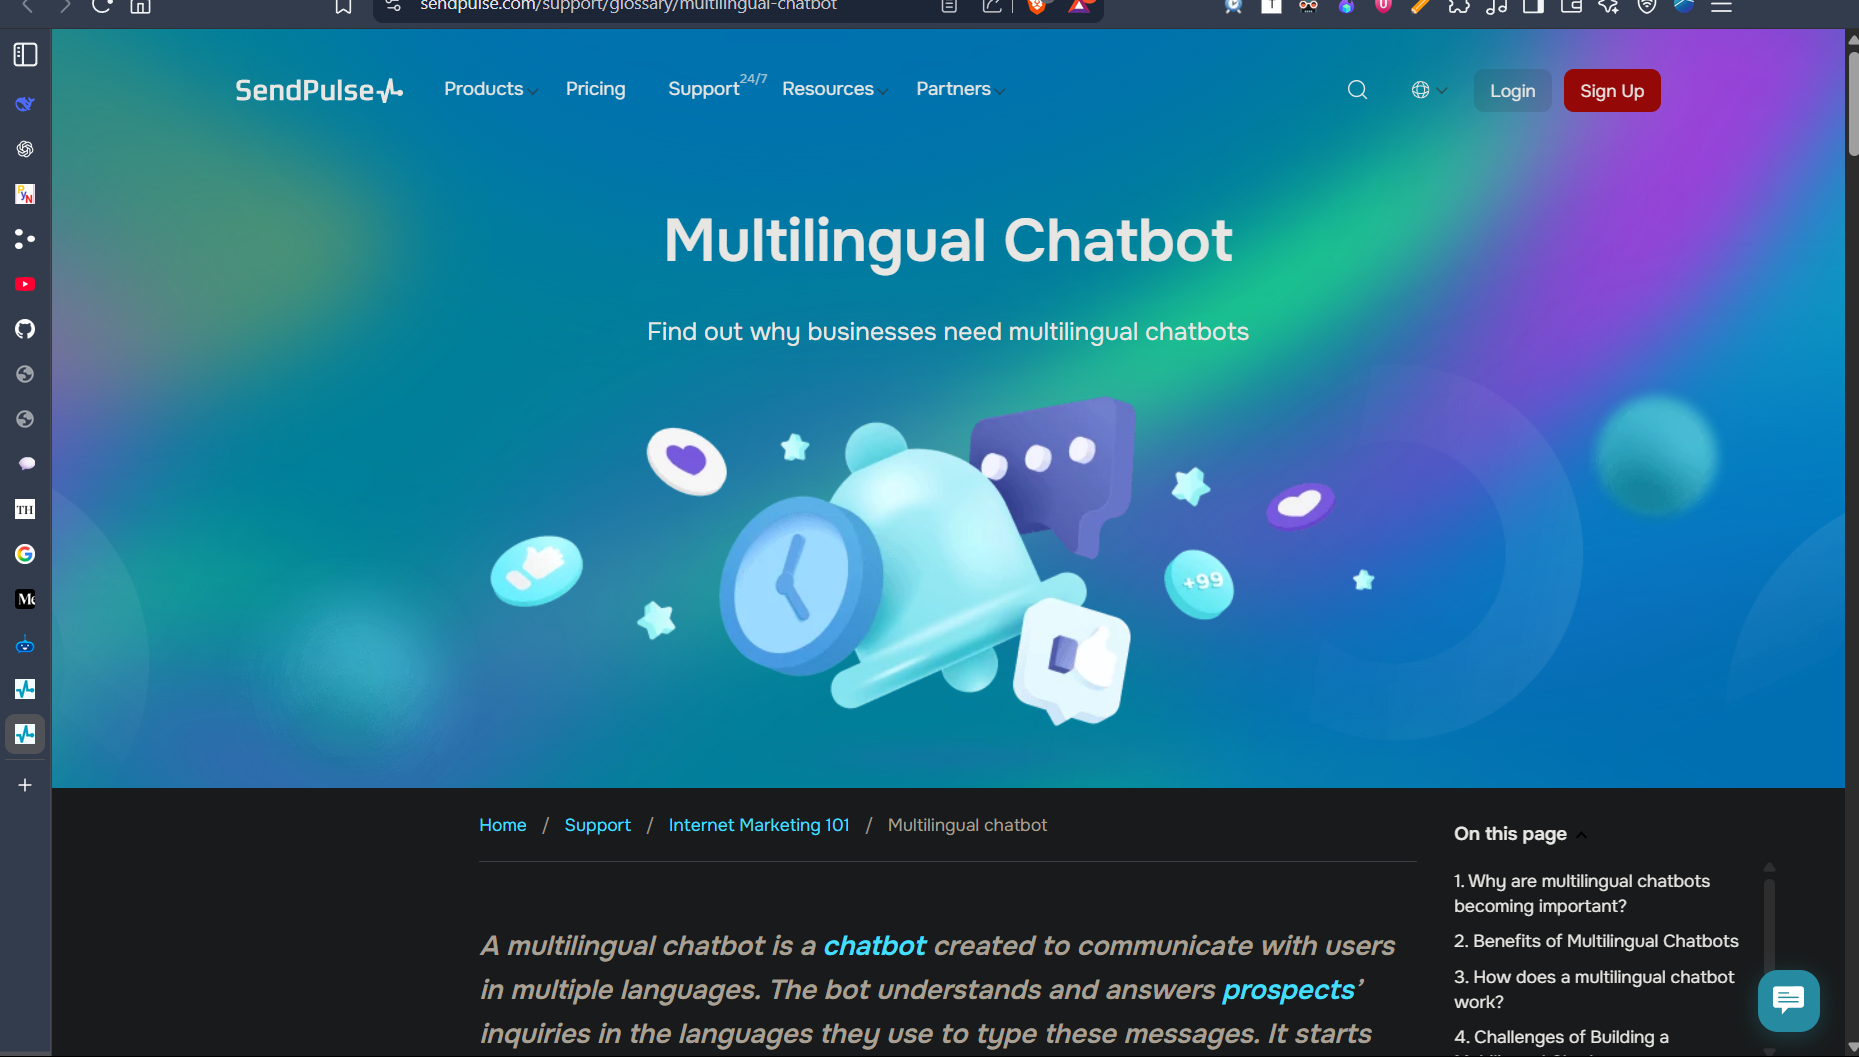 sendpulse.com/support/glossary/multilingual-chatbot
SendPulse
Products
Pricing
Support 24/7
Resources
Partners
Login
Sign Up
Multilingual Chatbot
Find out why businesses need multilingual chatbots
+99
TH
Home / Support / Internet Marketing 101 / Multilingual chatbot
A multilingual chatbot is a chatbot created to communicate with users
in multiple languages. The bot understands and answers prospects’
inquiries in the languages they use to type these messages. It starts
On this page
1. Why are multilingual chatbots
becoming important?
2. Benefits of Multilingual Chatbots
3. How does a multilingual chatbot
work?
4. Challenges of Building a